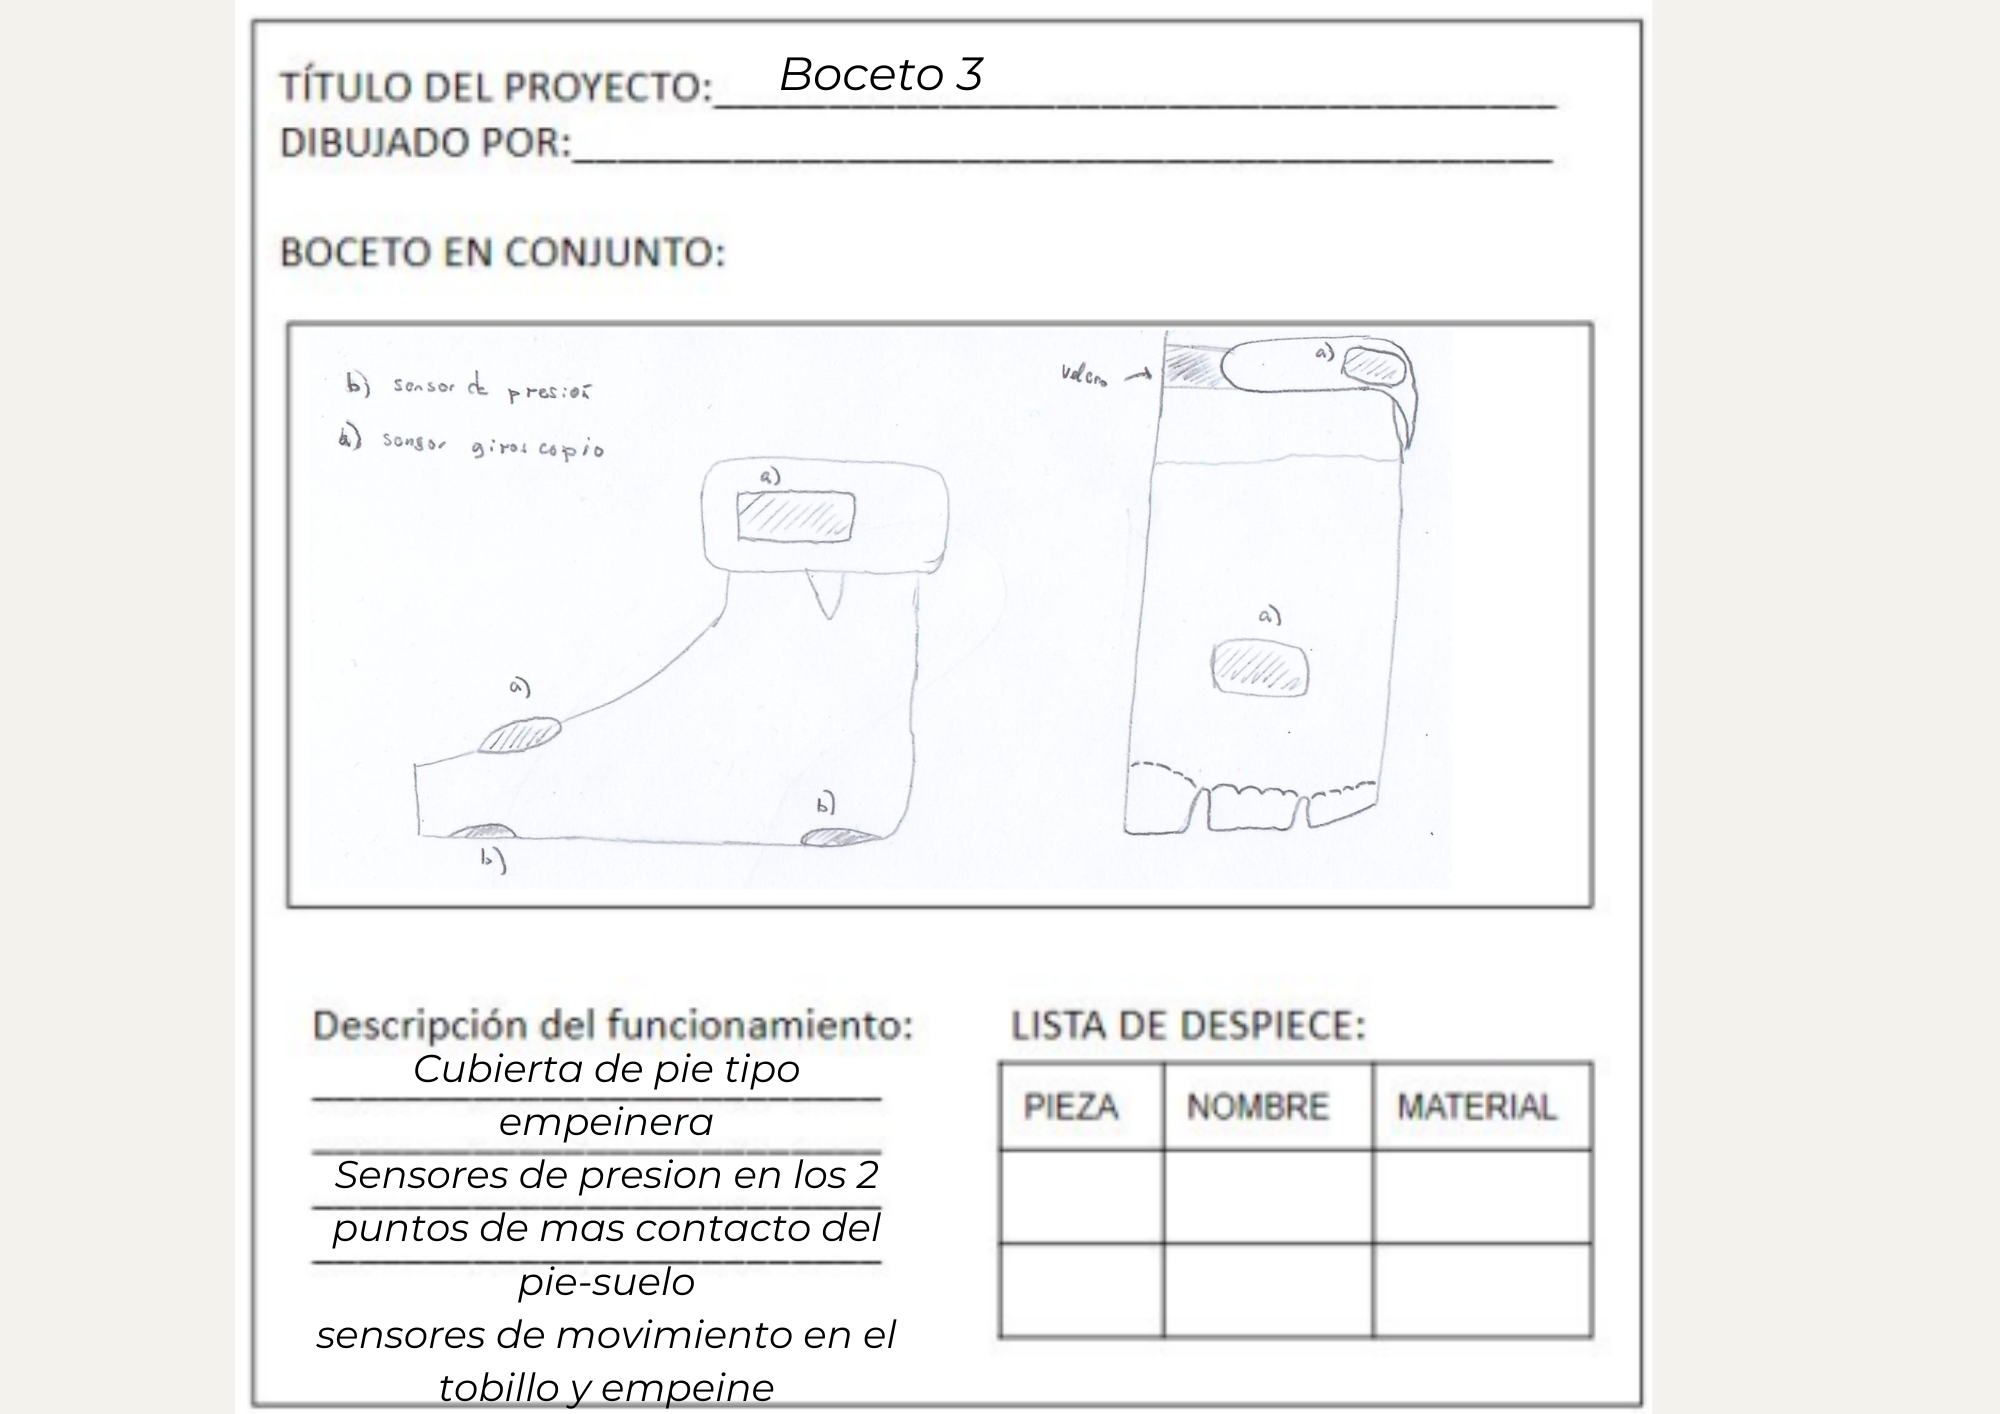 TÍTULO DEL PROYECTO: Boceto 3
DIBUJADO POR:
BOCETO EN CONJUNTO:
b) sensor de presión
a) sensor giroscopio
a)
a)
b)
b)
Velcro
a)
a)
Descripción del funcionamiento:
Cubierta de pie tipo
empeinera
Sensores de presion en los 2
puntos de mas contacto del
pie-suelo
sensores de movimiento en el
tobillo y empeine
LISTA DE DESPIECE:
PIEZA NOMBRE MATERIAL